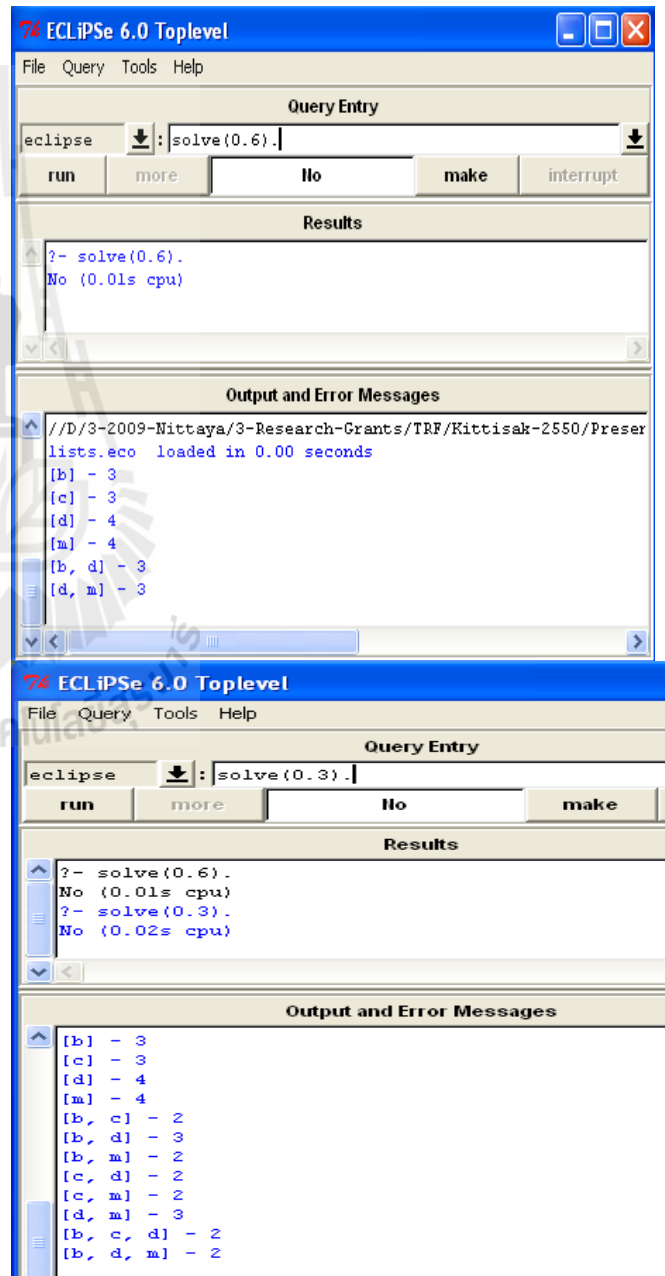 ECLiPSe 6.0 Toplevel
File Query Tools Help
Query Entry
eclipse : solve(0.6).
run more No make interrupt
Results
?- solve(0.6).
No (0.01s cpu)
Output and Error Messages
//D/3-2009-Nittaya/3-Research-Grants/TRF/Kittisak-2550/Preser
lists.eco loaded in 0.00 seconds
[b] - 3
[c] - 3
[d] - 4
[m] - 4
[b, d] - 3
[d, m] - 3
ECLiPSe 6.0 Toplevel
File Query Tools Help
Query Entry
eclipse : solve(0.3).
run more No make
Results
?- solve(0.6).
No (0.01s cpu)
?- solve(0.3).
No (0.02s cpu)
Output and Error Messages
[b] - 3
[c] - 3
[d] - 4
[m] - 4
[b, c] - 2
[b, d] - 3
[b, m] - 2
[c, d] - 2
[c, m] - 2
[d, m] - 3
[b, c, d] - 2
[b, d, m] - 2